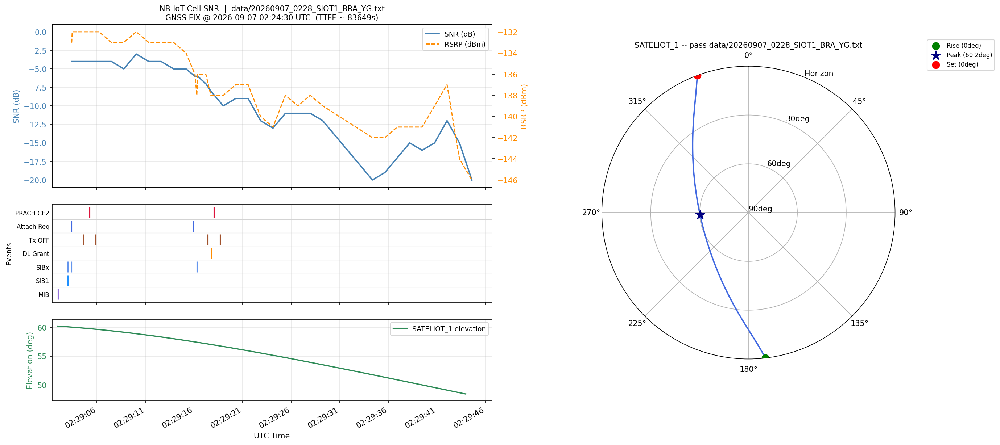 NB-IoT Cell SNR | data/20260907_0228_SIOT1_BRA_YG.txt
GNSS FIX @ 2026-09-07 02:24:30 UTC (TTFF ~ 83649s)
SNR (dB)
0.0
−2.5
−5.0
−7.5
−10.0
−12.5
−15.0
−17.5
−20.0
SNR (dB)
RSRP (dBm)
−132
−134
−136
−138
−140
−142
−144
−146
RSRP (dBm)
Events
PRACH CE2
Attach Req
Tx OFF
DL Grant
SIBx
SIB1
MIB
Elevation (deg)
60
55
50
SATELIOT_1 elevation
02:29:06
02:29:11
02:29:16
02:29:21
02:29:26
02:29:31
02:29:36
02:29:41
02:29:46
UTC Time
SATELIOT_1 -- pass data/20260907_0228_SIOT1_BRA_YG.txt
0°
Horizon
315°
45°
30deg
60deg
90deg
270°
90°
225°
135°
180°
Rise (0deg)
Peak (60.2deg)
Set (0deg)